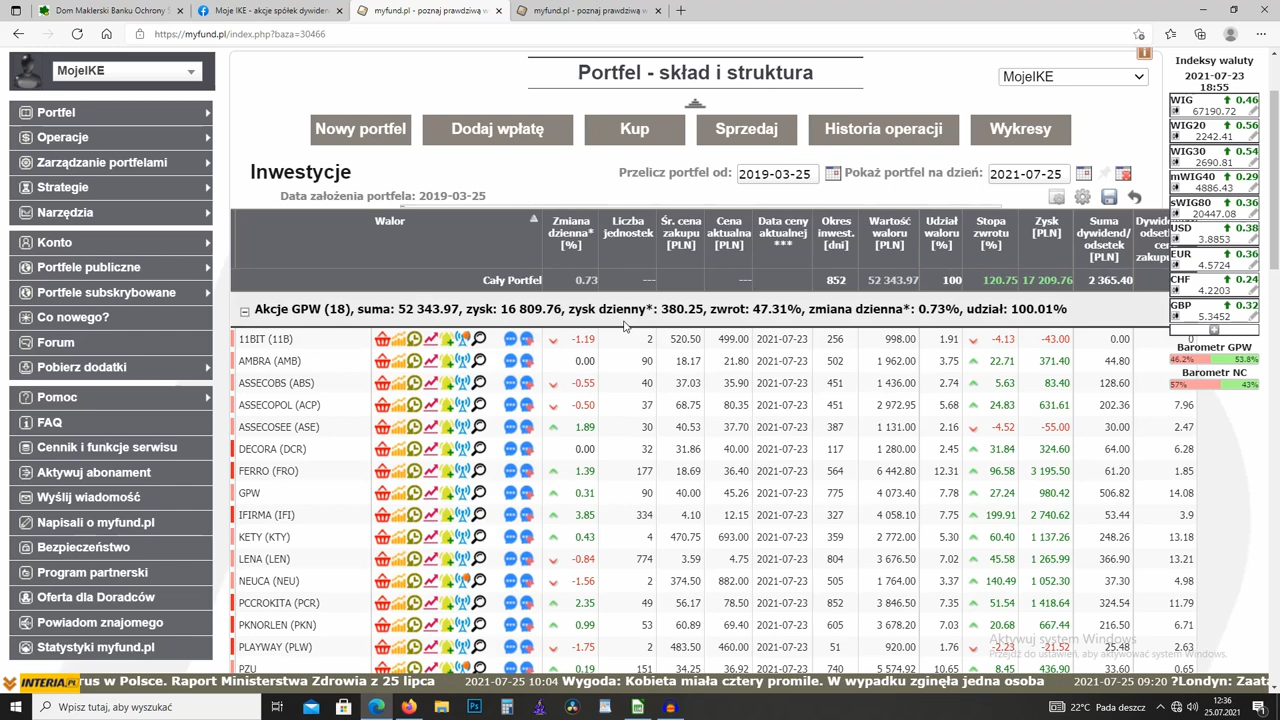 Dom Maklerski Banku Ochrony S
Moje IKE - akcje spółek dywiden
myfund.pl - poznaj prawdziwą w
myfund.pl - poznaj prawdziwą w
https://myfund.pl/index.php?baza=30466
MojeIKE
Portfel
Operacje
Zarządzanie portfelami
Strategie
Narzędzia
Konto
Portfele publiczne
Portfele subskrybowane
Co nowego?
Forum
Pobierz dodatki
Pomoc
FAQ
Cennik i funkcje serwisu
Aktywuj abonament
Wyślij wiadomość
Napisali o myfund.pl
Bezpieczeństwo
Program partnerski
Oferta dla Doradców
Powiadom znajomego
Statystyki myfund.pl
Portfel - skład i struktura
MojeIKE
Nowy portfel Dodaj wpłatę Kup Sprzedaj Historia operacji Wykresy
Inwestycje
Przelicz portfel od: 2019-03-25 Pokaż portfel na dzień: 2021-07-25
Data założenia portfela: 2019-03-25
Walor Zmiana dzienna* [%] Liczba jednostek Śr. cena zakupu [PLN] Cena aktualna [PLN] Data ceny aktualnej *** Okres inwest. [dni] Wartość waloru [PLN] Udział waloru [%] Stopa zwrotu [%] Zysk [PLN] Suma dywidend/ odsetek [PLN]
Cały Portfel 0.73 --- --- 852 52 343.97 100 120.75 17 209.76 2 365.40
Akcje GPW (18), suma: 52 343.97, zysk: 16 809.76, zysk dzienny*: 380.25, zwrot: 47.31%, zmiana dzienna*: 0.73%, udział: 100.01%
11BIT (11B) -1.19 2 520.50 499.00 2021-07-23 256 998.00 1.91 -4.13 -43.00 0.00 0
AMBRA (AMB) 0.00 90 18.17 21.80 2021-07-23 502 1 962.00 3.75 22.71 371.40 44.80
ASSECOBS (ABS) -0.55 40 37.03 35.90 2021-07-23 451 1 436.00 2.74 5.63 83.40 128.60
ASSECOPOL (ACP) -0.50 37 68.75 80.35 2021-07-23 451 2 972.95 5.68 24.83 631.61 202.36 7.96
ASSECOSEE (ASE) 1.89 30 40.53 37.70 2021-07-23 387 1 131.00 2.16 -4.52 -55.00 30.00 2.47
DECORA (DCR) 0.00 32 31.86 40.00 2021-07-23 117 1 280.00 2.45 31.84 324.60 64.00 6.28
FERRO (FRO) 1.39 177 18.69 36.40 2021-07-23 564 6 442.80 12.31 96.58 3 195.50 61.20 1.85
GPW 0.31 90 40.00 45.26 2021-07-23 775 4 073.40 7.78 27.24 980.42 506.82 14.08
IFIRMA (IFI) 3.85 334 4.10 12.15 2021-07-23 327 4 058.10 7.75 199.91 2 740.62 53.44 3.9
KETY (KTY) 0.43 4 470.75 693.00 2021-07-23 359 2 772.00 5.30 60.40 1 137.26 248.26 13.18
LENA (LEN) -0.84 774 3.59 4.75 2021-07-23 804 3 676.50 7.02 45.58 1 265.99 366.90 13.21
NEUCA (NEU) -1.56 2 374.50 882.00 2021-07-23 505 1 764.00 3.37 140.49 1 052.30 37.30 4.98
PCCROKITA (PCR) 2.35 49 56.17 78.50 2021-07-23 852 3 846.50 7.35 51.54 1 418.64 324.54 11.79
PKNORLEN (PKN) 0.99 53 60.89 69.40 2021-07-23 605 3 678.20 7.03 20.68 667.44 216.50 6.71
PLAYWAY (PLW) -1.75 2 483.50 460.00 2021-07-23 51 920.00 1.76 -2.23 -21.52 25.48 2.63
PZU 0.19 151 34.25 36.92 2021-07-23 740 5 574.92 10.65 8.45 436.90 33.60 0.65
Indeksy waluty
2021-07-23
18:55
WIG 0.46
67190.72
WIG20 0.56
2242.41
WIG30 0.54
2690.81
mWIG40 0.29
4886.43
sWIG80 0.36
20447.08
USD 0.38
3.8853
EUR 0.36
4.5724
CHF 0.24
4.2203
GBP 0.32
5.3452
Barometr GPW
46.2% 53.8%
Barometr NC
57% 43%
Aktywuj system Windows
Przejdź do ustawień, aby aktywować system Windows.
INTERIA.PL rus w Polsce. Raport Ministerstwa Zdrowia z 25 lipca 2021-07-25 10:04 Wygoda: Kobieta miała cztery promile. W wypadku zginęła jedna osoba 2021-07-25 09:20 ?Londyn: Zaata
Wpisz tutaj, aby wyszukać
22°C Pada deszcz
12:36
25.07.2021